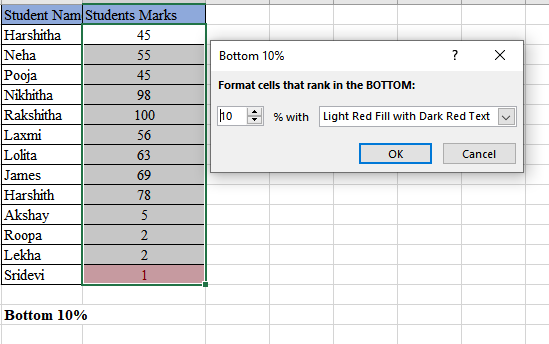 Student Nam Students Marks
Harshitha 45
Neha 55
Pooja 45
Nikhitha 98
Rakshitha 100
Laxmi 56
Lolita 63
James 69
Harshith 78
Akshay 5
Roopa 2
Lekha 2
Sridevi 1
Bottom 10%
Bottom 10% ? X
Format cells that rank in the BOTTOM:
10 % with Light Red Fill with Dark Red Text
OK Cancel